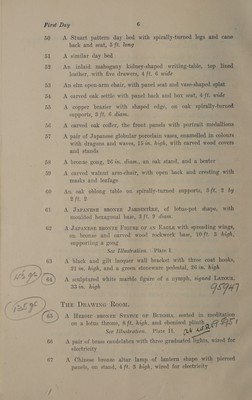 First Day 6
50 A Stuart pattern day bed with spirally-turned legs and cane
back and seat, 5 ft. long
51 A similar day bed
52 An inlaid mahogany kidney-shaped writing-table, top lined
leather, with five drawers, 4 ft. 6 wide
53 An elm open-arm chair, with panel seat and vase-shaped splat
54 A carved oak settle with panel back and box seat, 4 ft. wide
55 A copper brazier with shaped edge, on oak spirally-turned
supports, 3 ft. 6 diam.
56 A carved oak coffer, the front panels with portrait medallions
57 A pair of Japanese globular porcelain vases, enamelled in colours
with dragons and waves, 15 in. high, with carved wood covers
and stands
58 A bronze gong, 20 in. diam., an oak stand, and a beater
59 A carved walnut arm-chair, with open back and cresting with
masks and foliage
60 An oak oblong table on spirally-turned supports, 3 ft. 2 by
2 ft. 2
61 A Japanese bronze Jardiniere, of lotus-pot shape, with
moulded hexagonal base, 2 ft. 9 diam.
62 A Japanese Bronze Figure of an Eagle with spreading wings,
on bronze and carved wood rockwork base, 10 ft. 3 high,
supporting a gong
See Illustration. Plate I.
63 A black and gilt lacquer wall bracket with three coat hooks,
21 in. high, and a green stoneware pedestal, 26 in. high
64 A sculptured white marble figure of a nymph, signed
33 in. high
The Drawing Room.
65 A Heroic bronze Statue of Buddha, seated in meditation
on a lotus throne, 8 ft. high, and ebonised plinth
See Illustration. Plate II.
66 A pair of brass candelabra with three graduated lights, wired for
electricity
67 A Chinese bronze altar lamp of lantern shape with pierced
panels, on stand, 4 ft. 3 high, wired for electricity